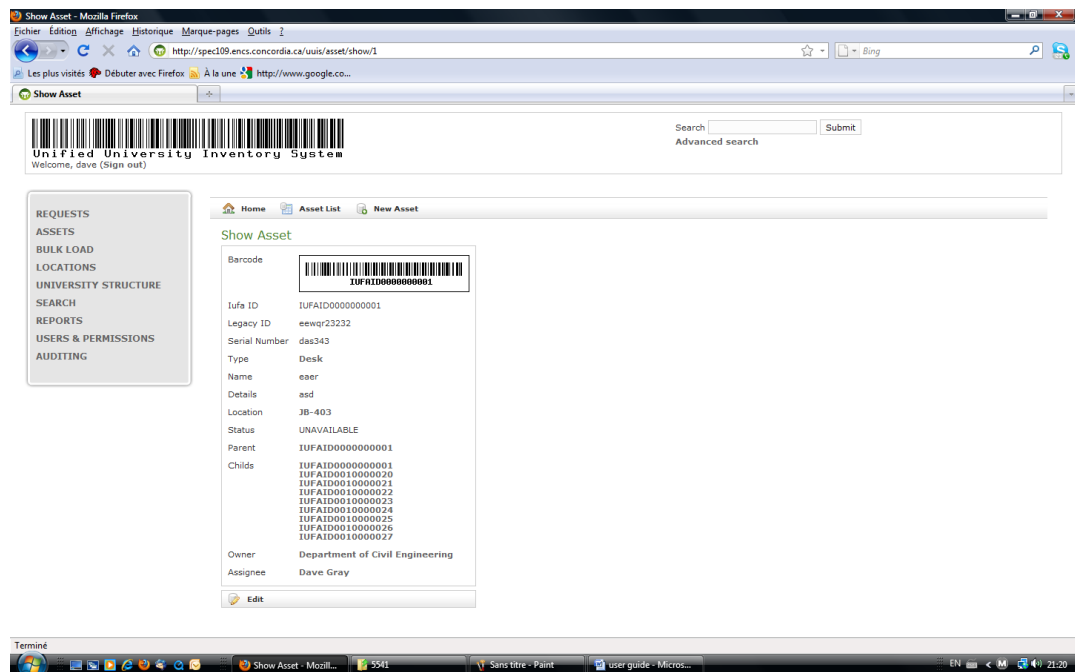 Show Asset - Mozilla Firefox
Fichier Édition Affichage Historique Marque-pages Outils ?
http://spec109.encs.concordia.ca/uuis/asset/show/1
Bing
Les plus visités Débuter avec Firefox À la une http://www.google.co...
Show Asset
Unified University Inventory System
Welcome, dave (Sign out)
Search Submit
Advanced search
REQUESTS
ASSETS
BULK LOAD
LOCATIONS
UNIVERSITY STRUCTURE
SEARCH
REPORTS
USERS & PERMISSIONS
AUDITING
Home Asset List New Asset
Show Asset
Barcode
IUFAID0000000001
Iufa ID IUFAID0000000001
Legacy ID eewqr23232
Serial Number das343
Type Desk
Name eaer
Details asd
Location JB-403
Status UNAVAILABLE
Parent IUFAID0000000001
Childs IUFAID0000000001
IUFAID0010000020
IUFAID0010000021
IUFAID0010000022
IUFAID0010000023
IUFAID0010000024
IUFAID0010000025
IUFAID0010000026
IUFAID0010000027
Owner Department of Civil Engineering
Assignee Dave Gray
Edit
Terminé
Show Asset - Mozill... 5541 Sans titre - Paint user guide - Micros... EN 21:20